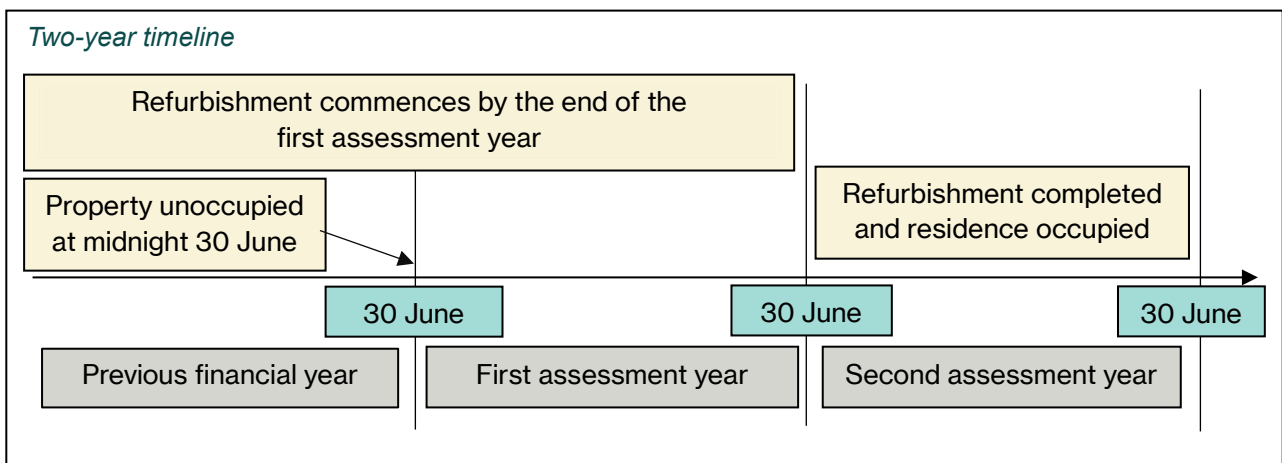 Two-year timeline
Refurbishment commences by the end of the
first assessment year
Property unoccupied
at midnight 30 June
Refurbishment completed
and residence occupied
30 June
30 June
30 June
Previous financial year
First assessment year
Second assessment year